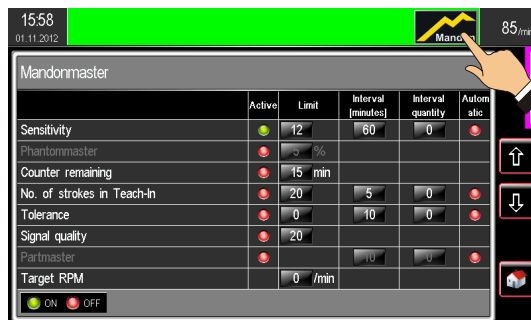 15:58
01.11.2012
85/min
Mandonmaster
Active Limit Interval [minutes] Interval quantity Autom atic
Sensitivity 12 60 0
Phantommaster 5 %
Counter remaining 15 min
No. of strokes in Teach-In 20 5 0
Tolerance 0 10 0
Signal quality 20
Partmaster 10 0
Target RPM 0 /min
ON OFF